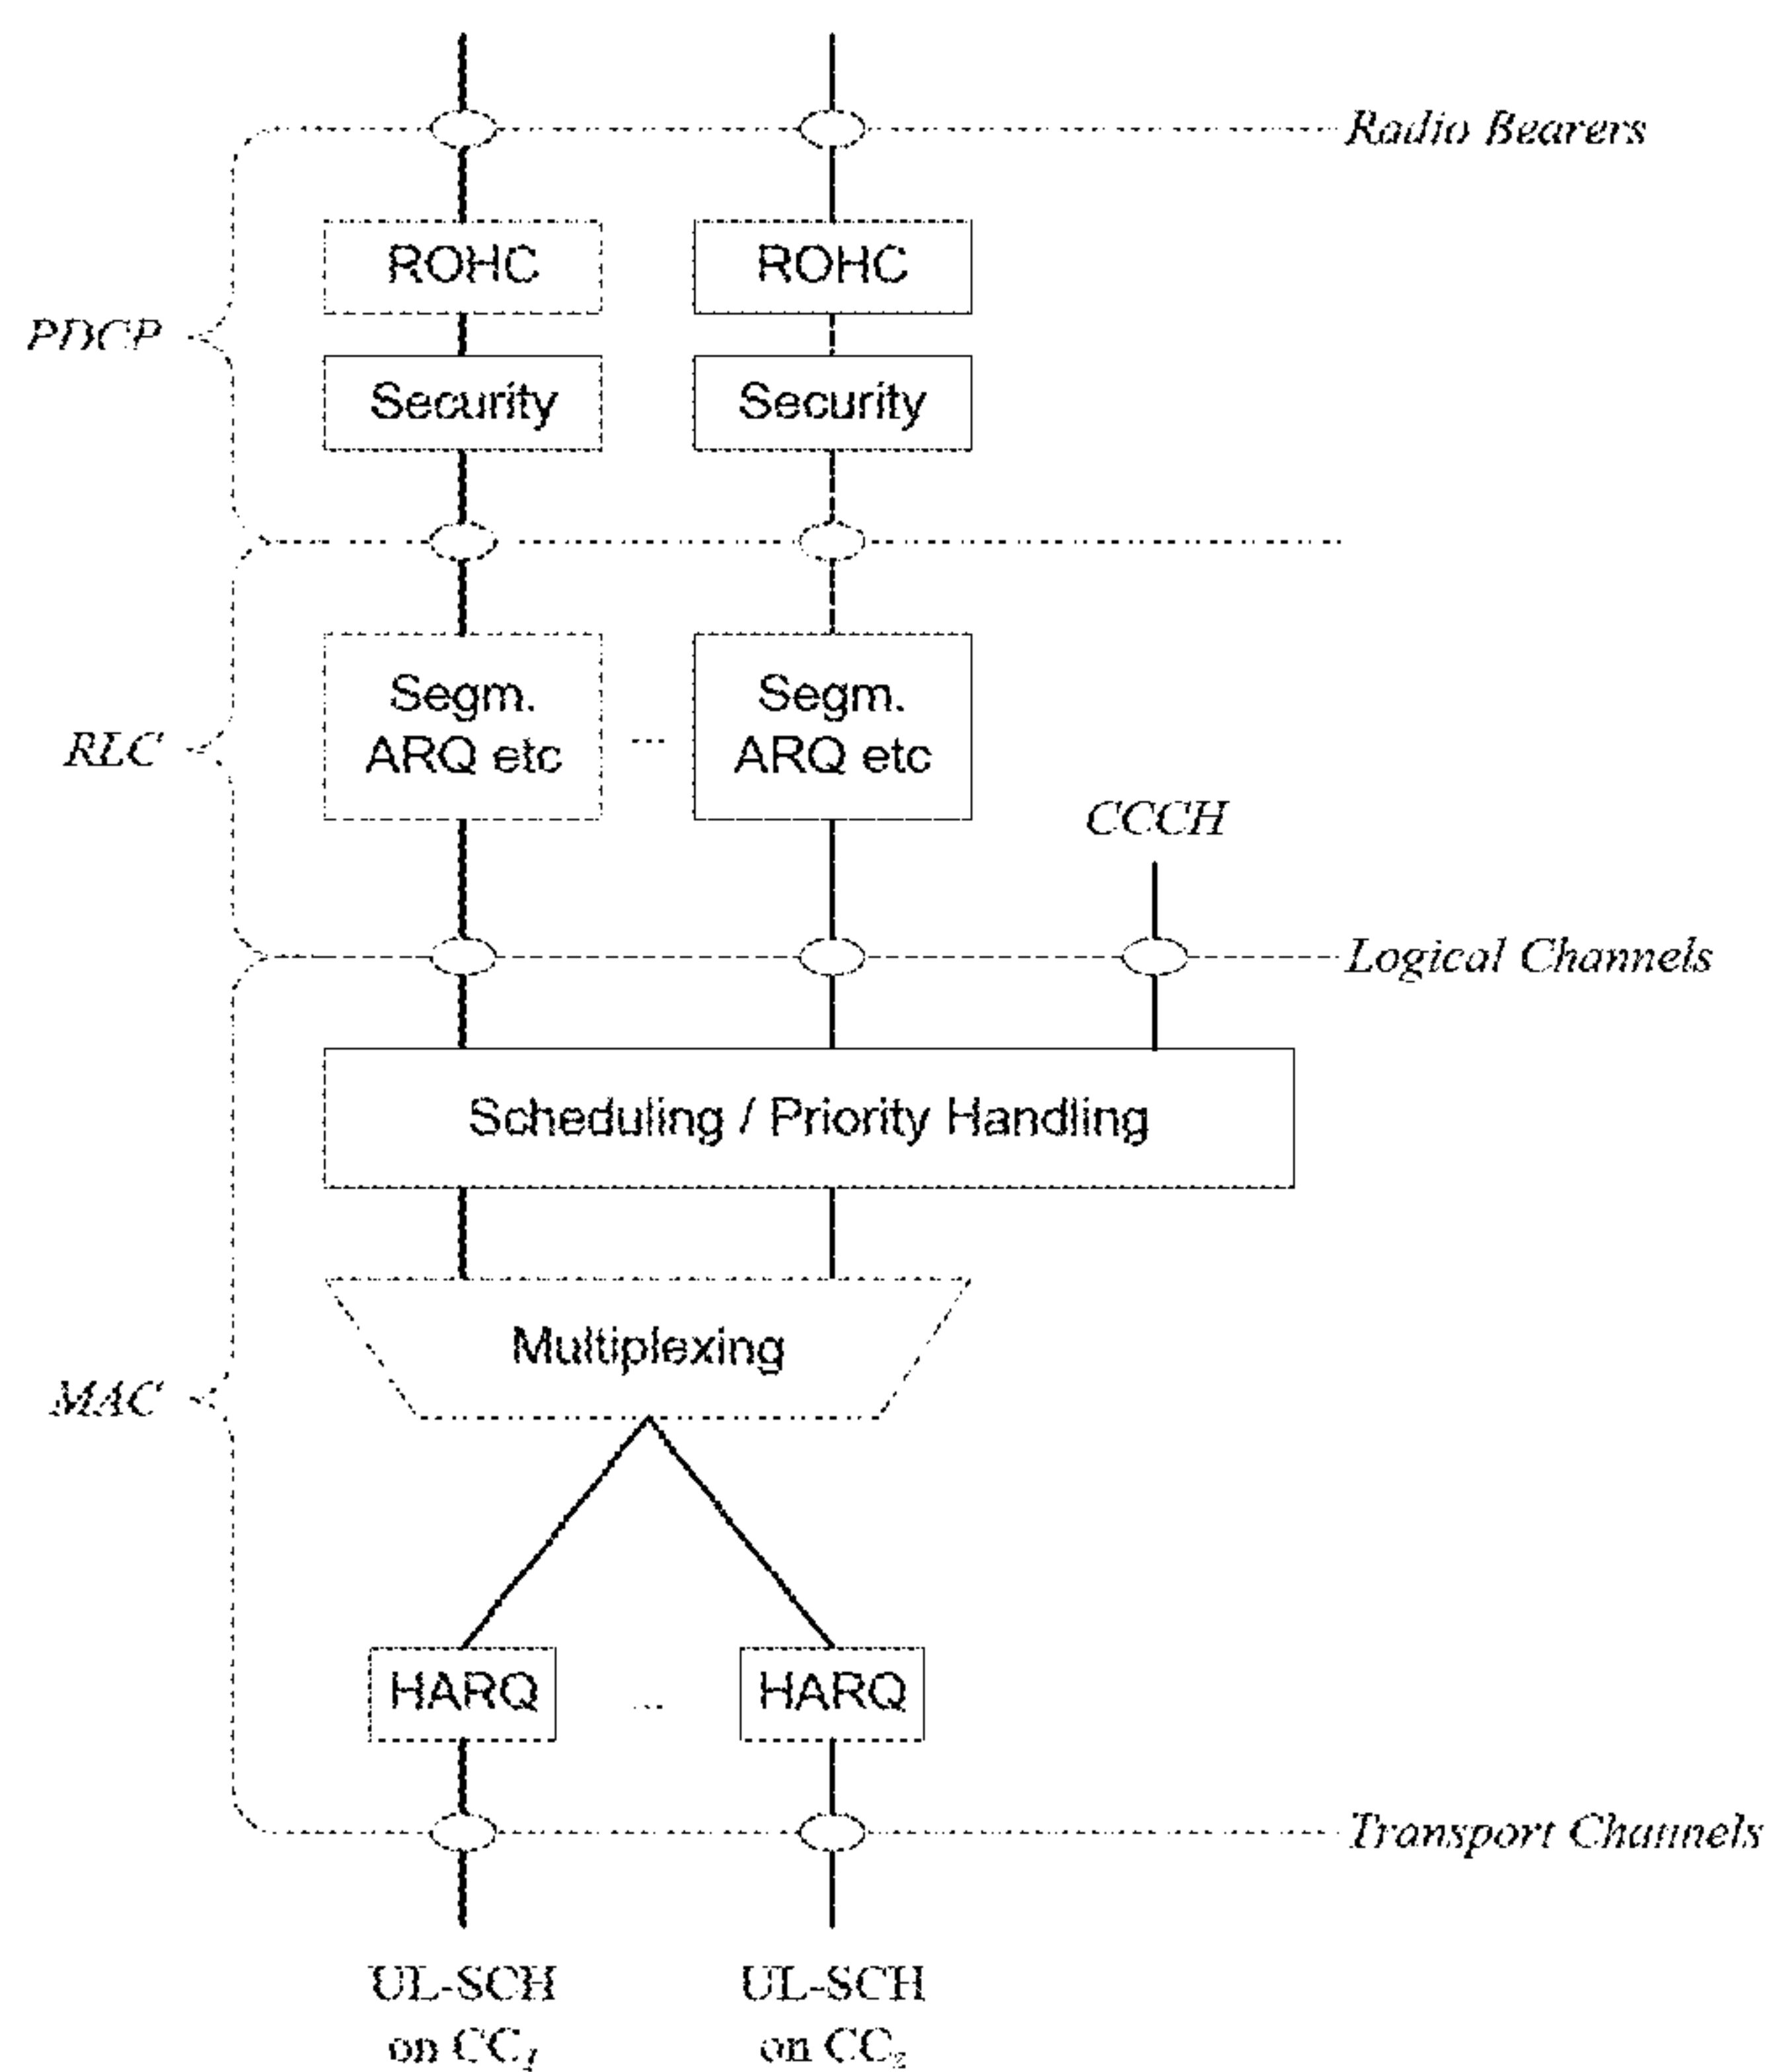 Radio Bearers
ROHC
ROHC
PDCP
Security
Security
Segm.
ARQ etc
...
Segm.
ARQ etc
RLC
CCCH
Logical Channels
Scheduling / Priority Handling
Multiplexing
MAC
HARQ
...
HARQ
Transport Channels
UL-SCH
on CC1
UL-SCH
on CC2